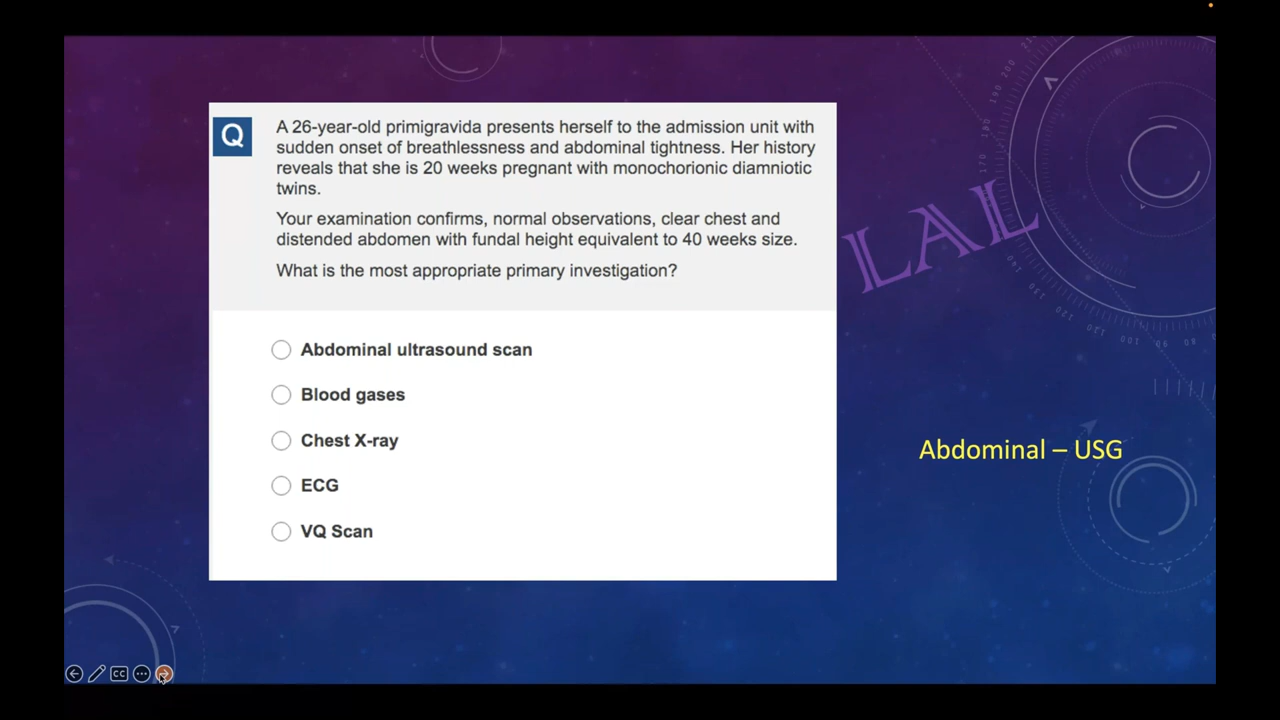 Q
A 26-year-old primigravida presents herself to the admission unit with
sudden onset of breathlessness and abdominal tightness. Her history
reveals that she is 20 weeks pregnant with monochorionic diamniotic
twins.
Your examination confirms, normal observations, clear chest and
distended abdomen with fundal height equivalent to 40 weeks size.
What is the most appropriate primary investigation?
Abdominal ultrasound scan
Blood gases
Chest X-ray
ECG
VQ Scan
LAL
Abdominal – USG
CC